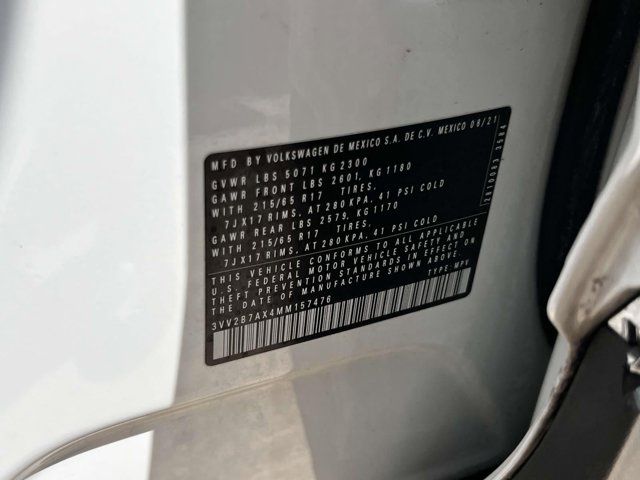 MFD BY VOLKSWAGEN DE MEXICO S.A. DE C.V. MEXICO 06/21
GVWR LBS 5071 KG 2300
GAWR FRONT LBS 2601, KG 1180
WITH 215/65 R17 TIRES.
7JX17 RIMS, AT 280 KPA. 41 PSI COLD
GAWR REAR LBS 2579, KG 1170
WITH 215/65 R17 TIRES.
7JX17 RIMS, AT 280 KPA. 41 PSI COLD
THIS VEHICLE CONFORMS TO ALL APPLICABLE
U.S. FEDERAL MOTOR VEHICLE SAFETY AND
THEFT PREVENTION STANDARDS IN EFFECT ON
THE DATE OF MANUFACTURE SHOWN ABOVE.
TYPE: MPV
3VV2B7AX4MM157476